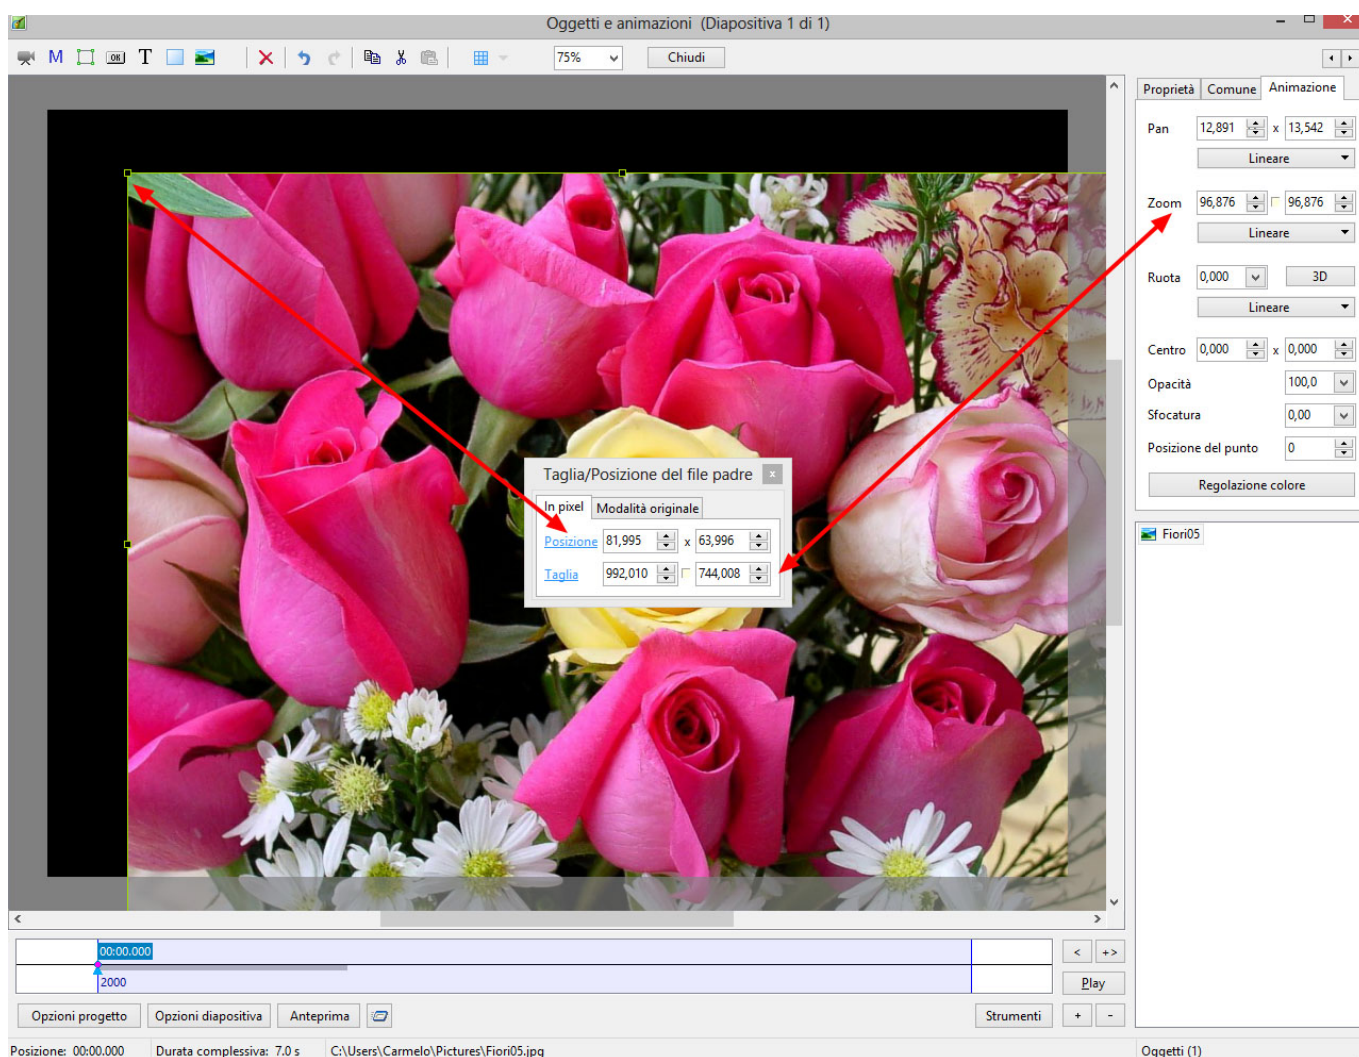 Oggetti e animazioni (Diapositiva 1 di 1)
M OK T 75% Chiudi
Proprietà Comune Animazione
Pan 12,891 x 13,542
Lineare
Zoom 96,876 96,876
Lineare
Ruota 0,000 3D
Lineare
Centro 0,000 x 0,000
Opacità 100,0
Sfocatura 0,00
Posizione del punto 0
Regolazione colore
Fiori05
Taglia/Posizione del file padre x
In pixel Modalità originale
Posizione 81,995 x 63,996
Taglia 992,010 744,008
00:00.000
2000
< +>
Play
Opzioni progetto Opzioni diapositiva Anteprima Strumenti + -
Posizione: 00:00.000 Durata complessiva: 7.0 s C:\Users\Carmelo\Pictures\Fiori05.jpg Oggetti (1)